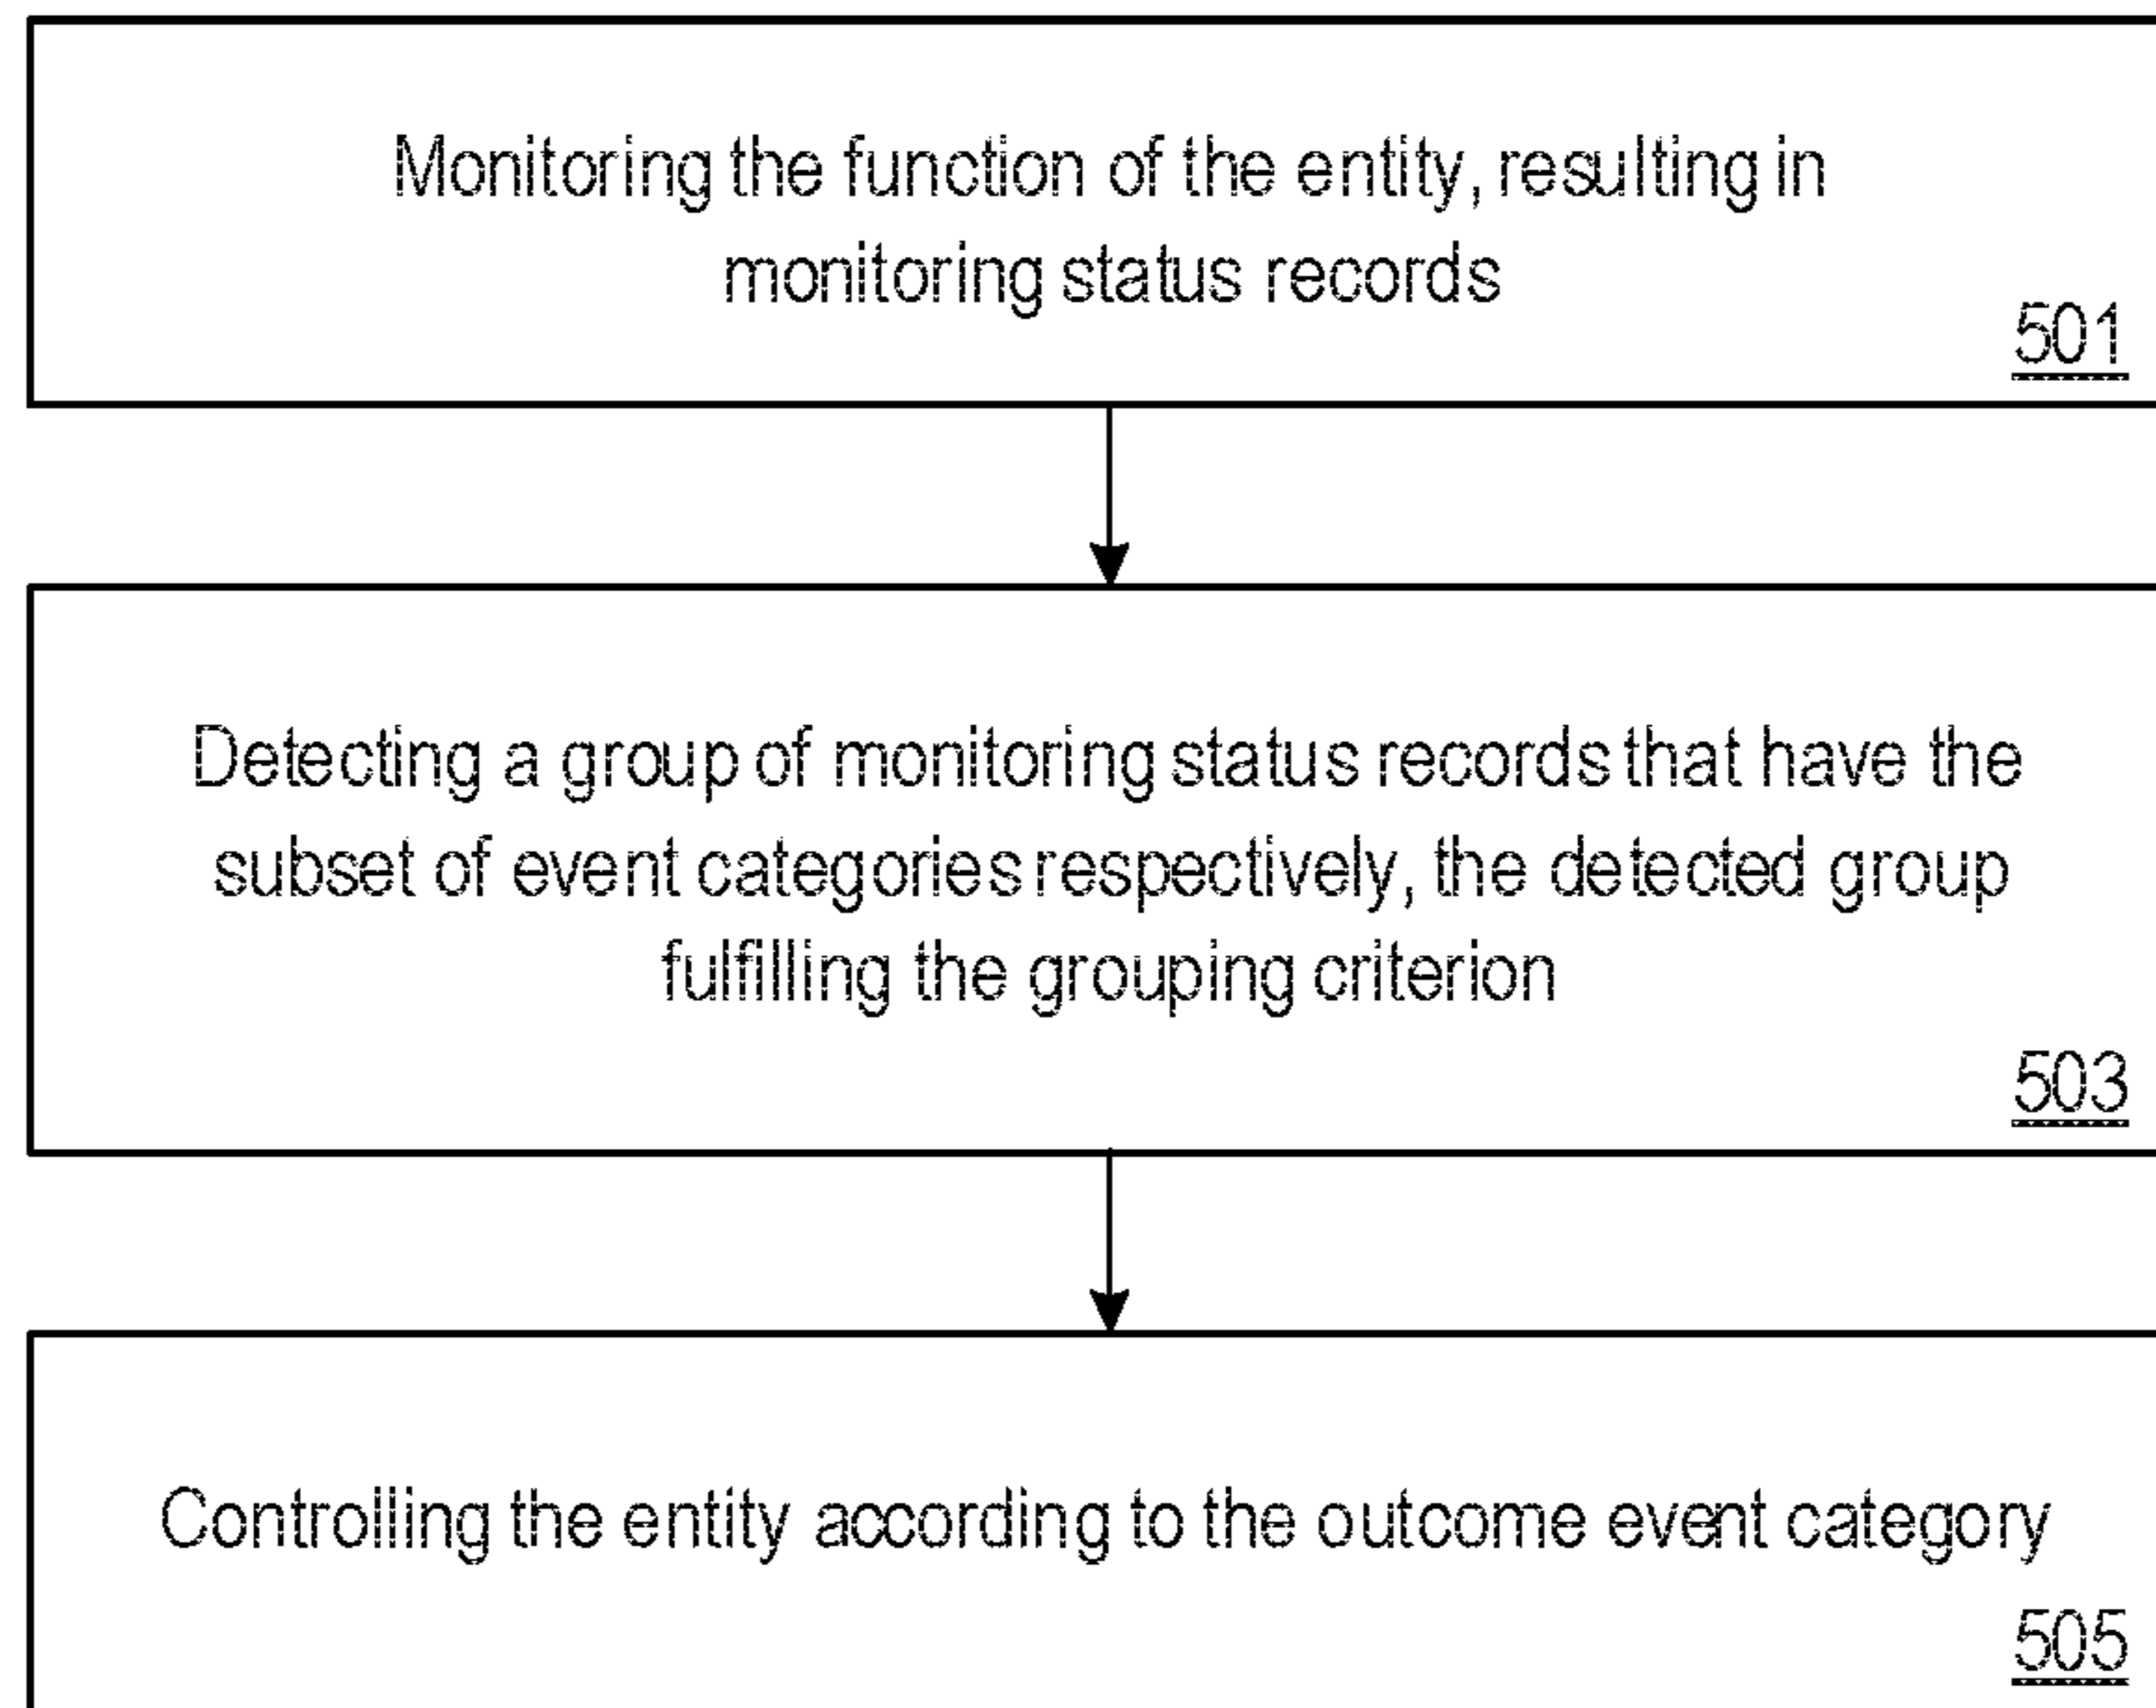 Monitoring the function of the entity, resulting in
monitoring status records
501
Detecting a group of monitoring status records that have the
subset of event categories respectively, the detected group
fulfilling the grouping criterion
503
Controlling the entity according to the outcome event category
505